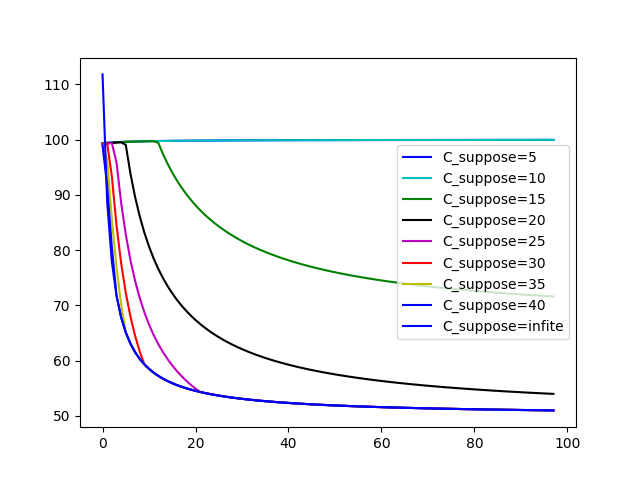 110
100
90
80
70
60
50
C_suppose=5
C_suppose=10
C_suppose=15
C_suppose=20
C_suppose=25
C_suppose=30
C_suppose=35
C_suppose=40
C_suppose=infite
0 20 40 60 80 100